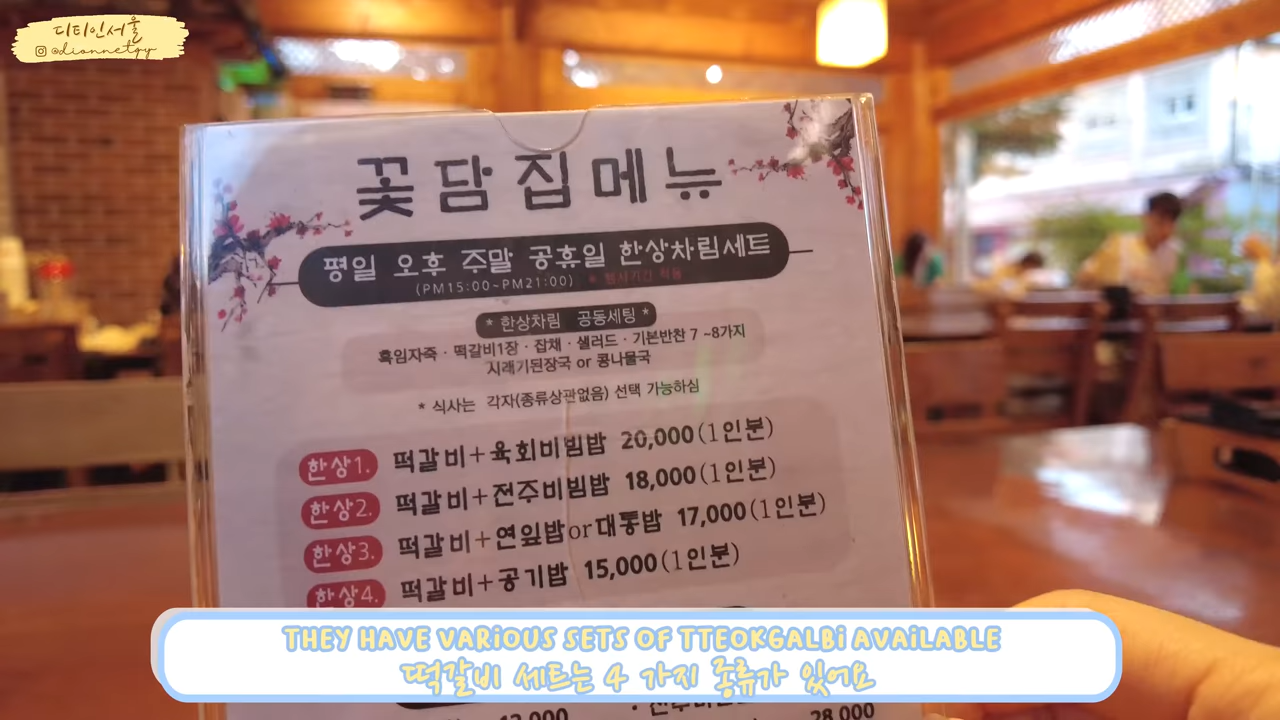 디티인서울
@dionnetgy
꽃담집메뉴
평일 오후 주말 공휴일 한상차림세트
(PM15:00~PM21:00)
* 한상차림 공동세팅 *
흑임자죽 · 떡갈비1장 · 잡채 · 샐러드 · 기본반찬 7 ~8가지
시래기된장국 or 콩나물국
* 식사는 각자(종류상관없음) 선택 가능하심
한상1. 떡갈비+육회비빔밥 20,000(1인분)
한상2. 떡갈비+전주비빔밥 18,000(1인분)
한상3. 떡갈비+연잎밥or대통밥 17,000(1인분)
한상4. 떡갈비+공기밥 15,000(1인분)
THEY HAVE VARIOUS SETS OF TTEOKGALBI AVAILABLE
떡갈비 세트는 4 가지 종류가 있어요
28,000